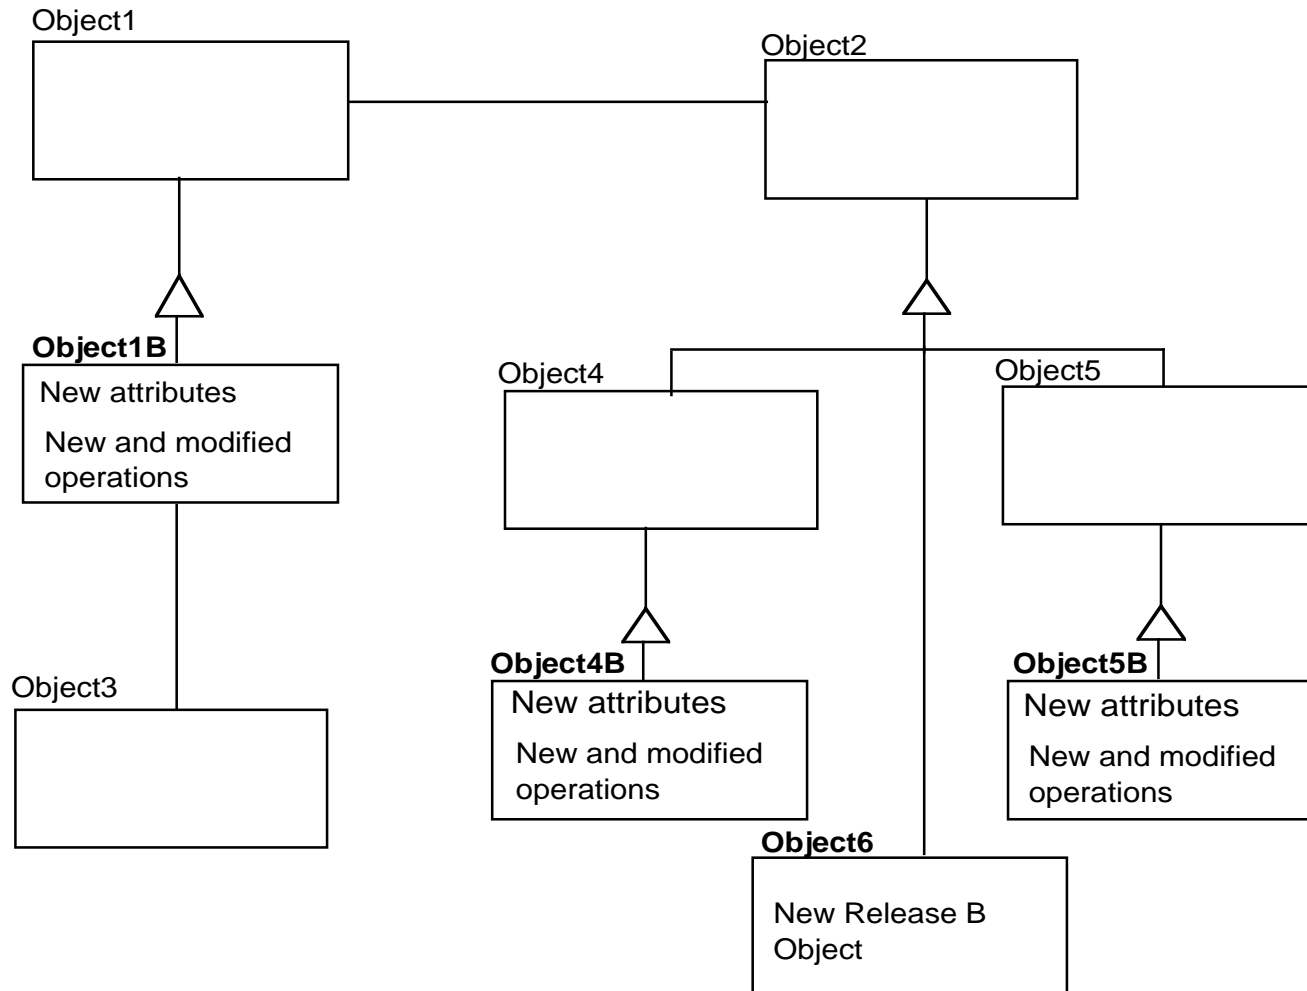 Object1
Object2
Object1B
New attributes
New and modified
operations
Object4
Object5
Object3
Object4B
New attributes
New and modified
operations
Object5B
New attributes
New and modified
operations
Object6
New Release B
Object